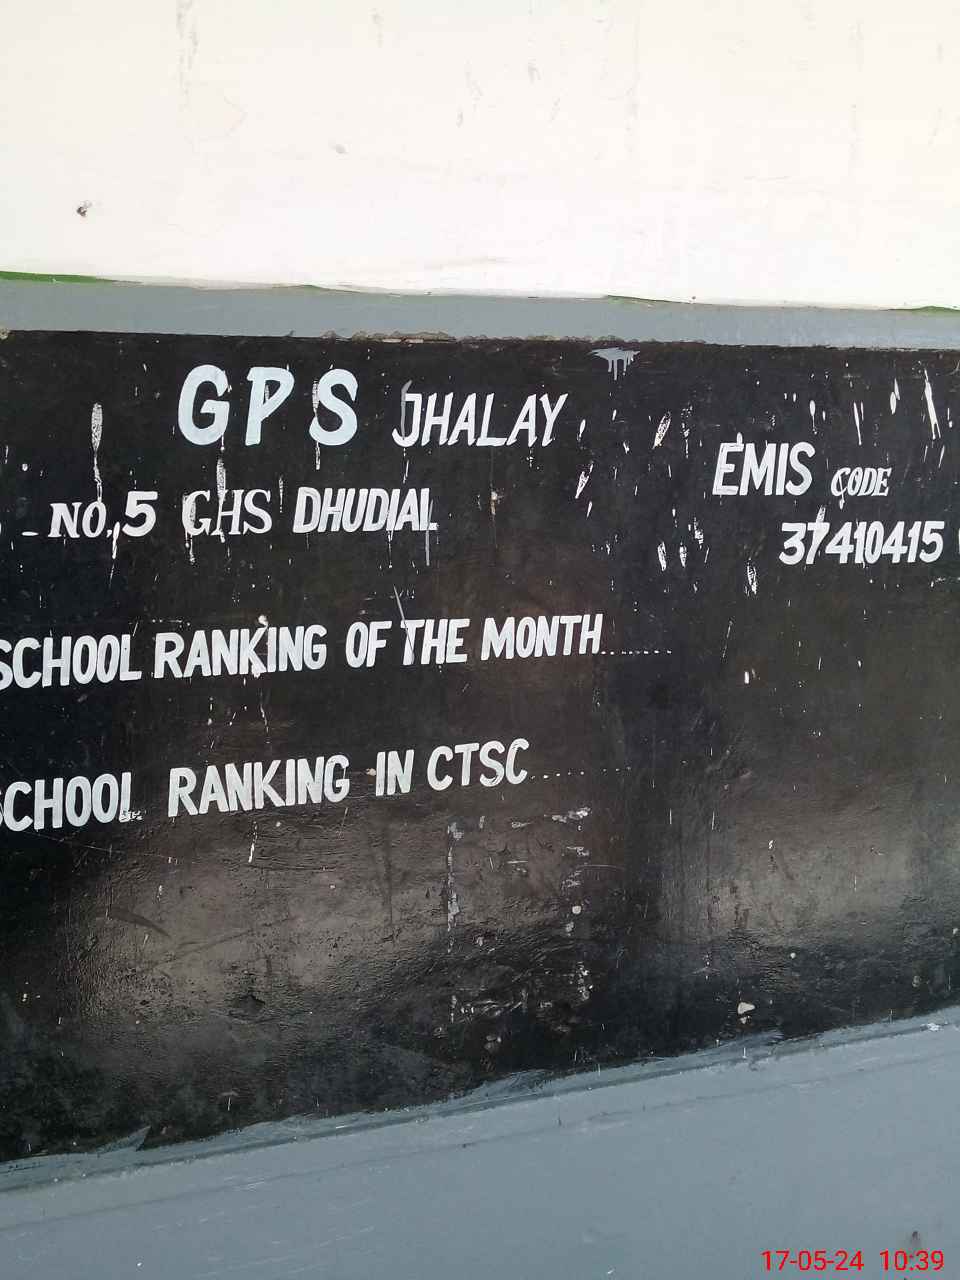 GPS JHALAY
EMIS CODE
- NO. 5 GHS DHUDIAL
37410415
SCHOOL RANKING OF THE MONTH.......
SCHOOL RANKING IN CTSC.......
17-05-24 10:39